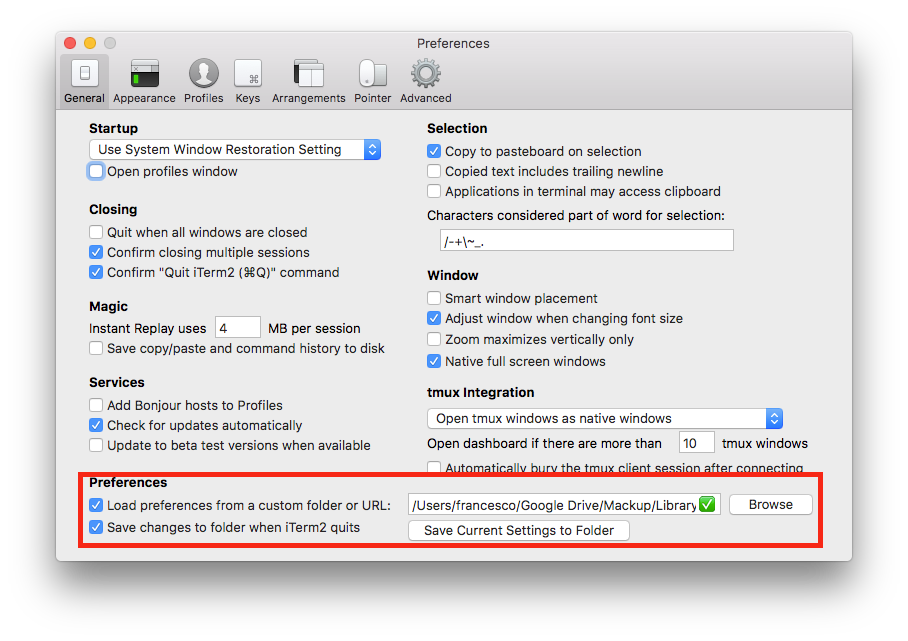 Preferences
General Appearance Profiles Keys Arrangements Pointer Advanced
Startup
Use System Window Restoration Setting
Open profiles window
Closing
Quit when all windows are closed
Confirm closing multiple sessions
Confirm "Quit iTerm2 (⌘Q)" command
Magic
Instant Replay uses 4 MB per session
Save copy/paste and command history to disk
Services
Add Bonjour hosts to Profiles
Check for updates automatically
Update to beta test versions when available
Selection
Copy to pasteboard on selection
Copied text includes trailing newline
Applications in terminal may access clipboard
Characters considered part of word for selection:
/-+\~_.
Window
Smart window placement
Adjust window when changing font size
Zoom maximizes vertically only
Native full screen windows
tmux Integration
Open tmux windows as native windows
Open dashboard if there are more than 10 tmux windows
Automatically bury the tmux client session after connecting
Preferences
Load preferences from a custom folder or URL: /Users/francesco/Google Drive/Mackup/Library Browse
Save changes to folder when iTerm2 quits Save Current Settings to Folder